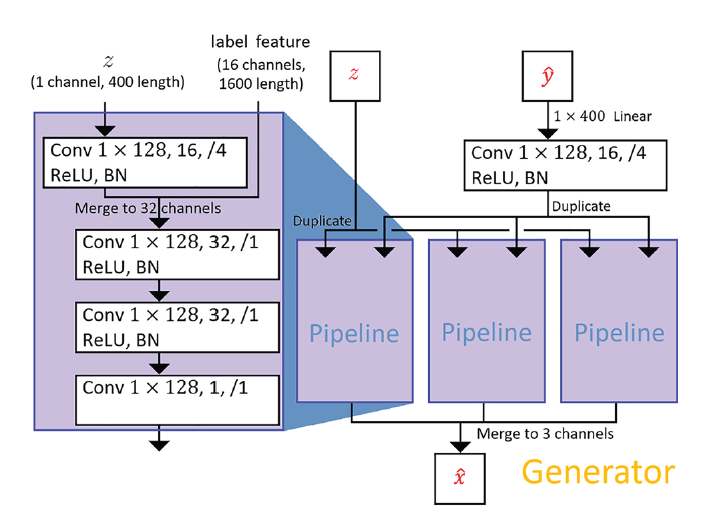 z
(1 channel, 400 length)
label feature
(16 channels,
1600 length)
Conv 1 × 128, 16, /4
ReLU, BN
Merge to 32 channels
Conv 1 × 128, 32, /1
ReLU, BN
Conv 1 × 128, 32, /1
ReLU, BN
Conv 1 × 128, 1, /1
z
ŷ
1 × 400 Linear
Conv 1 × 128, 16, /4
ReLU, BN
Duplicate
Duplicate
Pipeline
Pipeline
Pipeline
Merge to 3 channels
x̂
Generator